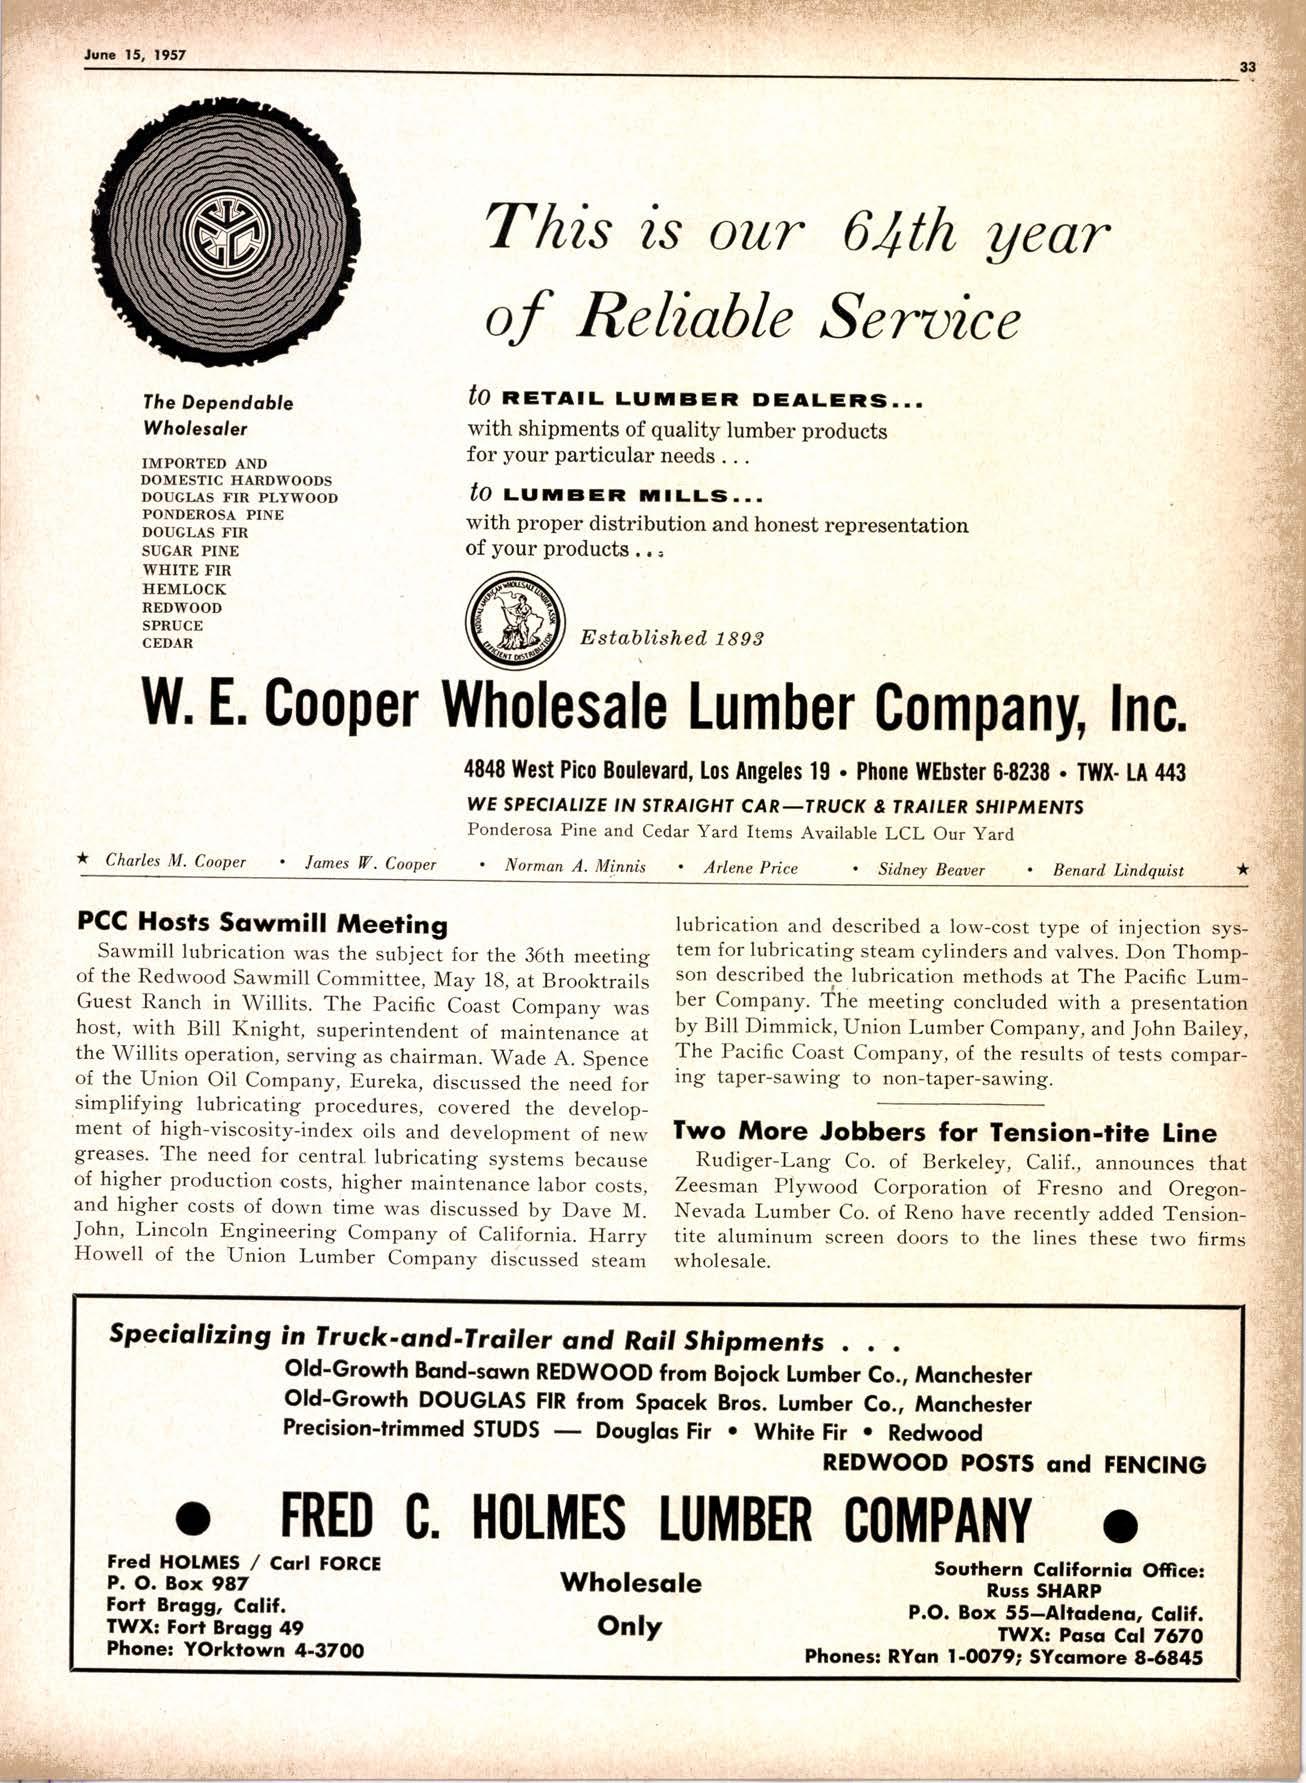 June 15, 1957
33
This is our 64th year
of Reliable Service
The Dependable
Wholesaler
IMPORTED AND
DOMESTIC HARDWOODS
DOUGLAS FIR PLYWOOD
PONDEROSA PINE
DOUGLAS FIR
SUGAR PINE
WHITE FIR
HEMLOCK
REDWOOD
SPRUCE
CEDAR
to RETAIL LUMBER DEALERS...
with shipments of quality lumber products
for your particular needs . . .
to LUMBER MILLS...
with proper distribution and honest representation
of your products . . .
NATIONAL AMERICAN WHOLESALE LUMBER ASSN.
EFFICIENT DISTRIBUTION
Established 1893
W. E. Cooper Wholesale Lumber Company, Inc.
4848 West Pico Boulevard, Los Angeles 19 • Phone WEbster 6-8238 • TWX- LA 443
WE SPECIALIZE IN STRAIGHT CAR—TRUCK & TRAILER SHIPMENTS
Ponderosa Pine and Cedar Yard Items Available LCL Our Yard
★ Charles M. Cooper • James W. Cooper • Norman A. Minnis • Arlene Price • Sidney Beaver • Benard Lindquist ★
PCC Hosts Sawmill Meeting
Sawmill lubrication was the subject for the 36th meeting
of the Redwood Sawmill Committee, May 18, at Brooktrails
Guest Ranch in Willits. The Pacific Coast Company was
host, with Bill Knight, superintendent of maintenance at
the Willits operation, serving as chairman. Wade A. Spence
of the Union Oil Company, Eureka, discussed the need for
simplifying lubricating procedures, covered the develop-
ment of high-viscosity-index oils and development of new
greases. The need for central lubricating systems because
of higher production costs, higher maintenance labor costs,
and higher costs of down time was discussed by Dave M.
John, Lincoln Engineering Company of California. Harry
Howell of the Union Lumber Company discussed steam
lubrication and described a low-cost type of injection sys-
tem for lubricating steam cylinders and valves. Don Thomp-
son described the lubrication methods at The Pacific Lum-
ber Company. The meeting concluded with a presentation
by Bill Dimmick, Union Lumber Company, and John Bailey,
The Pacific Coast Company, of the results of tests compar-
ing taper-sawing to non-taper-sawing.
Two More Jobbers for Tension-tite Line
Rudiger-Lang Co. of Berkeley, Calif., announces that
Zeesman Plywood Corporation of Fresno and Oregon-
Nevada Lumber Co. of Reno have recently added Tension-
tite aluminum screen doors to the lines these two firms
wholesale.
Specializing in Truck-and-Trailer and Rail Shipments . . .
Old-Growth Band-sawn REDWOOD from Bojock Lumber Co., Manchester
Old-Growth DOUGLAS FIR from Spacek Bros. Lumber Co., Manchester
Precision-trimmed STUDS — Douglas Fir • White Fir • Redwood
REDWOOD POSTS and FENCING
● FRED C. HOLMES LUMBER COMPANY ●
Fred HOLMES / Carl FORCE
P. O. Box 987
Fort Bragg, Calif.
TWX: Fort Bragg 49
Phone: YOrktown 4-3700
Wholesale
Only
Southern California Office:
Russ SHARP
P.O. Box 55—Altadena, Calif.
TWX: Pasa Cal 7670
Phones: RYan 1-0079; SYcamore 8-6845